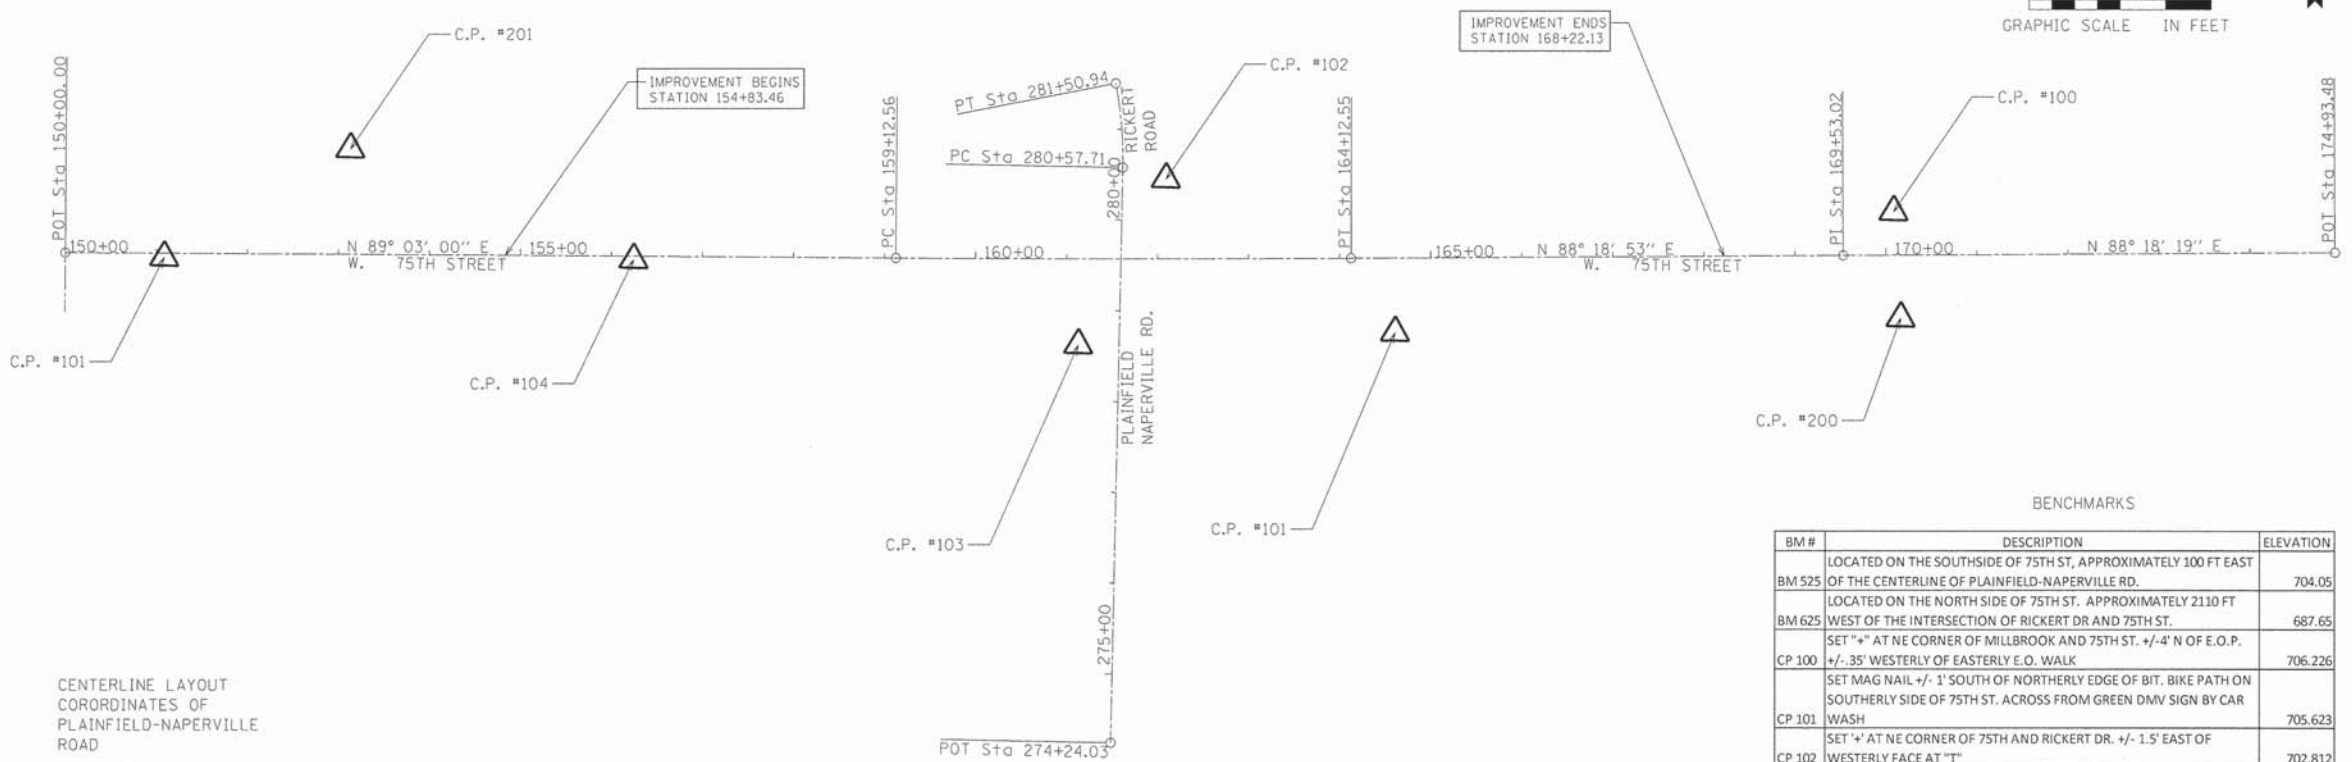 GRAPHIC SCALE IN FEET
C.P. #201
IMPROVEMENT BEGINS
STATION 154+83.46
C.P. #102
IMPROVEMENT ENDS
STATION 168+22.13
C.P. #100
POT Sta 150+00.00
PC Sta 159+12.56
PT Sta 281+50.94
RICKERT
ROAD
PC Sta 280+57.71
280+00
PT Sta 164+12.55
PI Sta 169+53.02
POT Sta 174+93.48
150+00
N 89° 03' 00" E
155+00
W. 75TH STREET
160+00
165+00
N 88° 18' 53" E
W. 75TH STREET
170+00
N 88° 18' 19" E
C.P. #101
C.P. #104
PLAINFIELD
NAPERVILLE RD.
C.P. #103
C.P. #101
C.P. #200
275+00
POT Sta 274+24.03
CENTERLINE LAYOUT
CORORDINATES OF
PLAINFIELD-NAPERVILLE
ROAD
BENCHMARKS
BM # DESCRIPTION ELEVATION
LOCATED ON THE SOUTHSIDE OF 75TH ST, APPROXIMATELY 100 FT EAST
BM 525 OF THE CENTERLINE OF PLAINFIELD-NAPERVILLE RD. 704.05
LOCATED ON THE NORTH SIDE OF 75TH ST. APPROXIMATELY 2110 FT
BM 625 WEST OF THE INTERSECTION OF RICKERT DR AND 75TH ST. 687.65
SET "+" AT NE CORNER OF MILLBROOK AND 75TH ST. +/-4' N OF E.O.P.
CP 100 +/-.35' WESTERLY OF EASTERLY E.O. WALK 706.226
SET MAG NAIL +/- 1' SOUTH OF NORTHERLY EDGE OF BIT. BIKE PATH ON
SOUTHERLY SIDE OF 75TH ST. ACROSS FROM GREEN DMV SIGN BY CAR
CP 101 WASH 705.623
SET '+' AT NE CORNER OF 75TH AND RICKERT DR. +/- 1.5' EAST OF
CP 102 WESTERLY FACE AT "T" 702.812